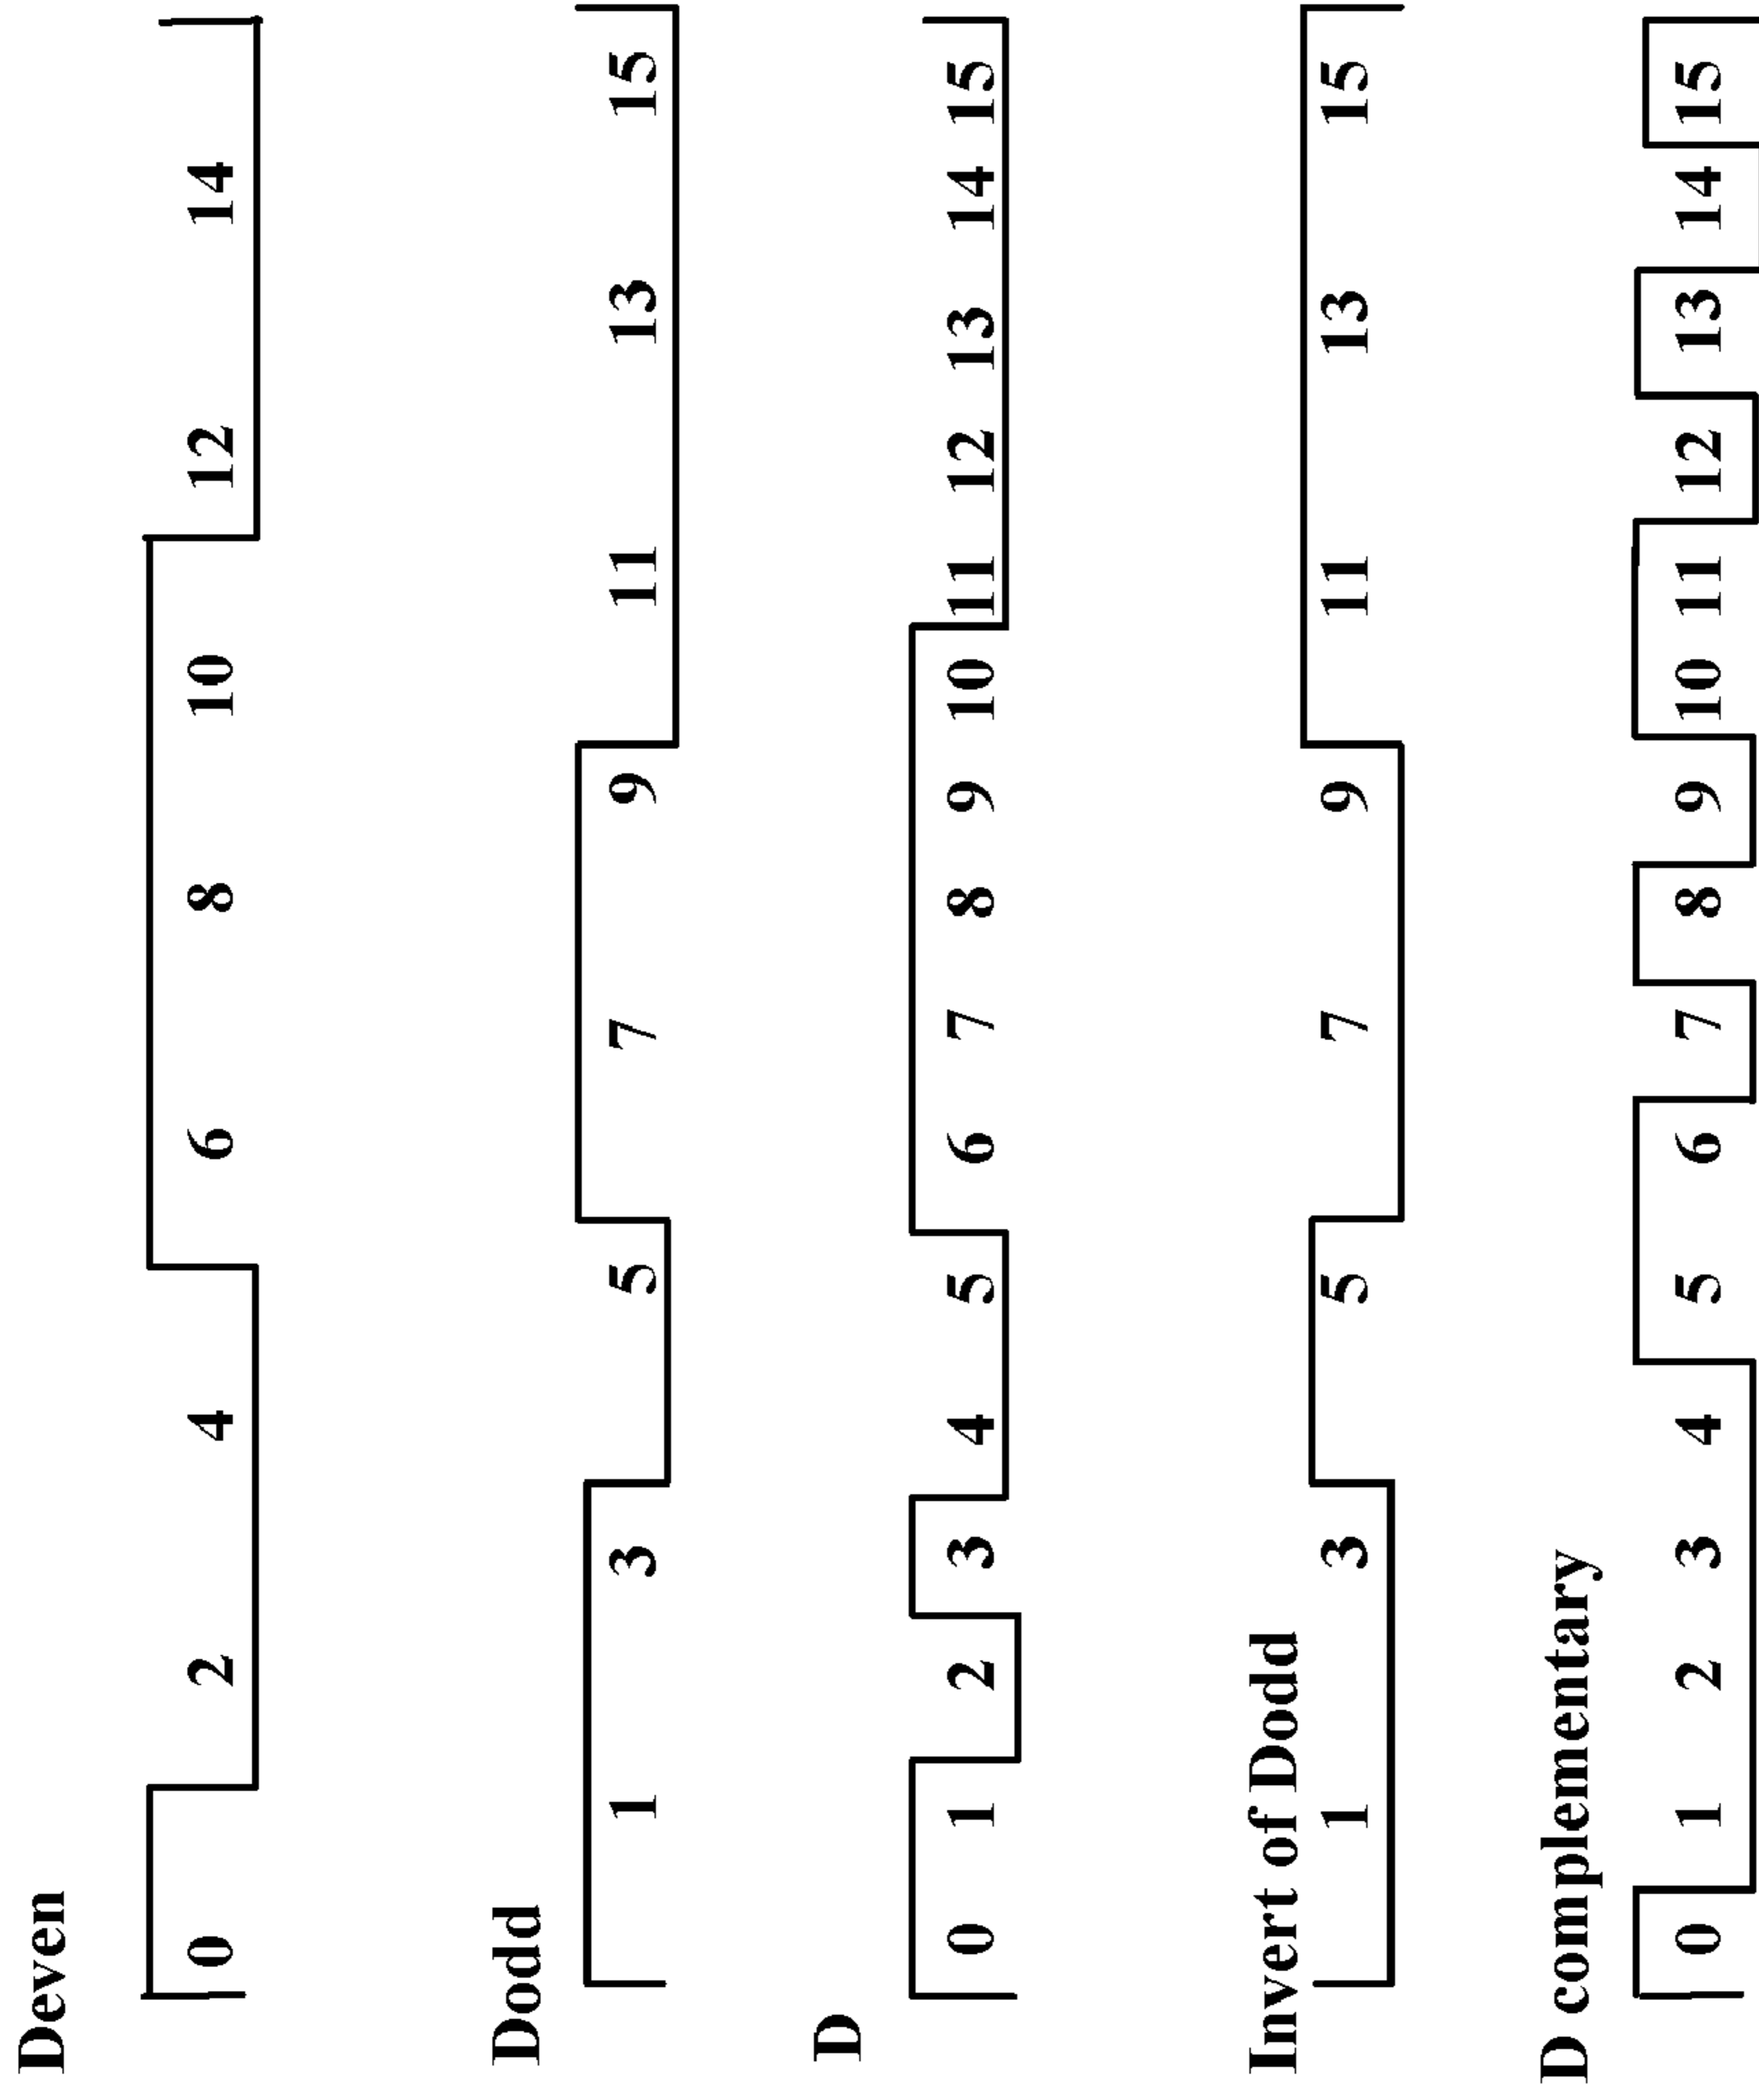 Deven
0 2 4 6 8 10 12 14
Dodd
1 3 5 7 9 11 13 15
D
0 1 2 3 4 5 6 7 8 9 10 11 12 13 14 15
Invert of Dodd
1 3 5 7 9 11 13 15
D complementary
0 1 2 3 4 5 6 7 8 9 10 11 12 13 14 15